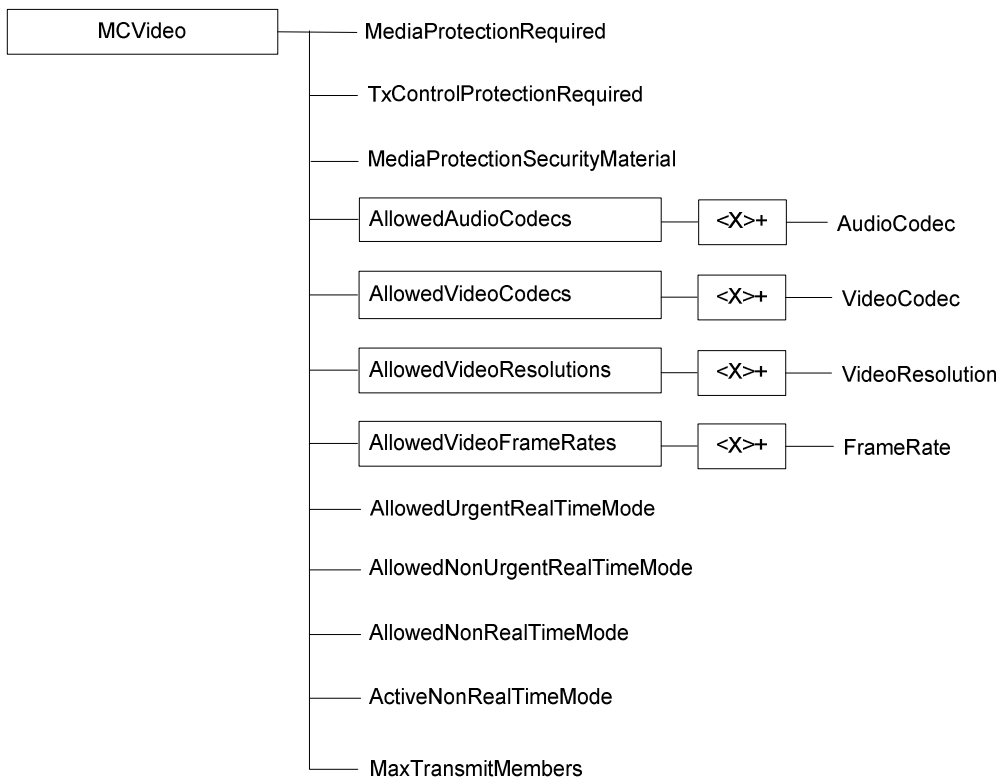 MCVideo
MediaProtectionRequired
TxControlProtectionRequired
MediaProtectionSecurityMaterial
AllowedAudioCodecs <X>+ AudioCodec
AllowedVideoCodecs <X>+ VideoCodec
AllowedVideoResolutions <X>+ VideoResolution
AllowedVideoFrameRates <X>+ FrameRate
AllowedUrgentRealTimeMode
AllowedNonUrgentRealTimeMode
AllowedNonRealTimeMode
ActiveNonRealTimeMode
MaxTransmitMembers